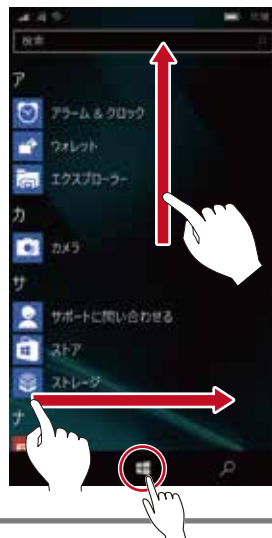 検索
ア
アラーム & クロック
ウォレット
エクスプローラー
カ
カメラ
サ
サポートに問い合わせる
ストア
ストレージ
ナ